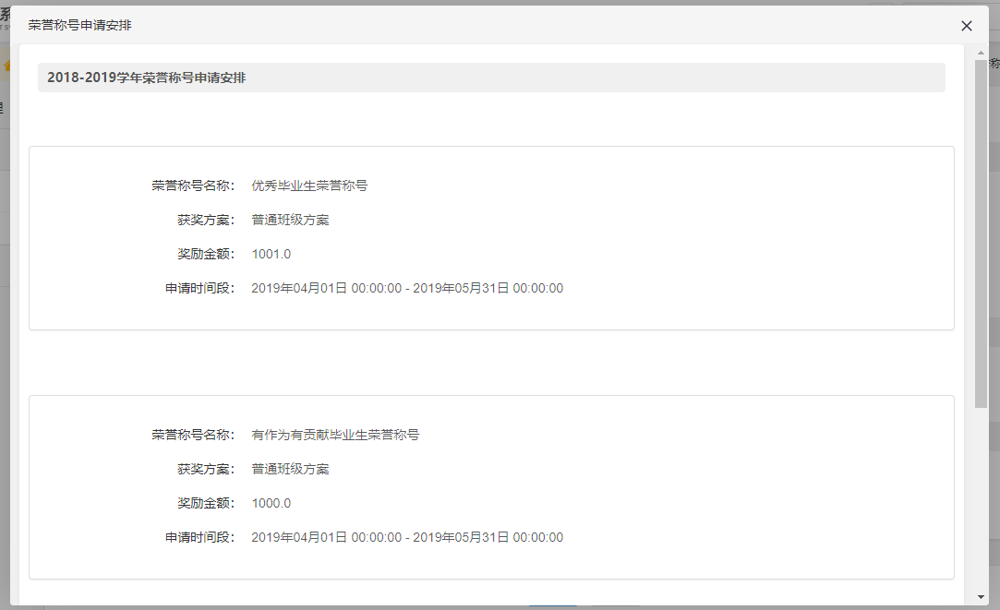 荣誉称号申请安排
2018-2019学年荣誉称号申请安排
荣誉称号名称： 优秀毕业生荣誉称号
获奖方案： 普通班级方案
奖励金额： 1001.0
申请时间段： 2019年04月01日 00:00:00 - 2019年05月31日 00:00:00
荣誉称号名称： 有作为有贡献毕业生荣誉称号
获奖方案： 普通班级方案
奖励金额： 1000.0
申请时间段： 2019年04月01日 00:00:00 - 2019年05月31日 00:00:00